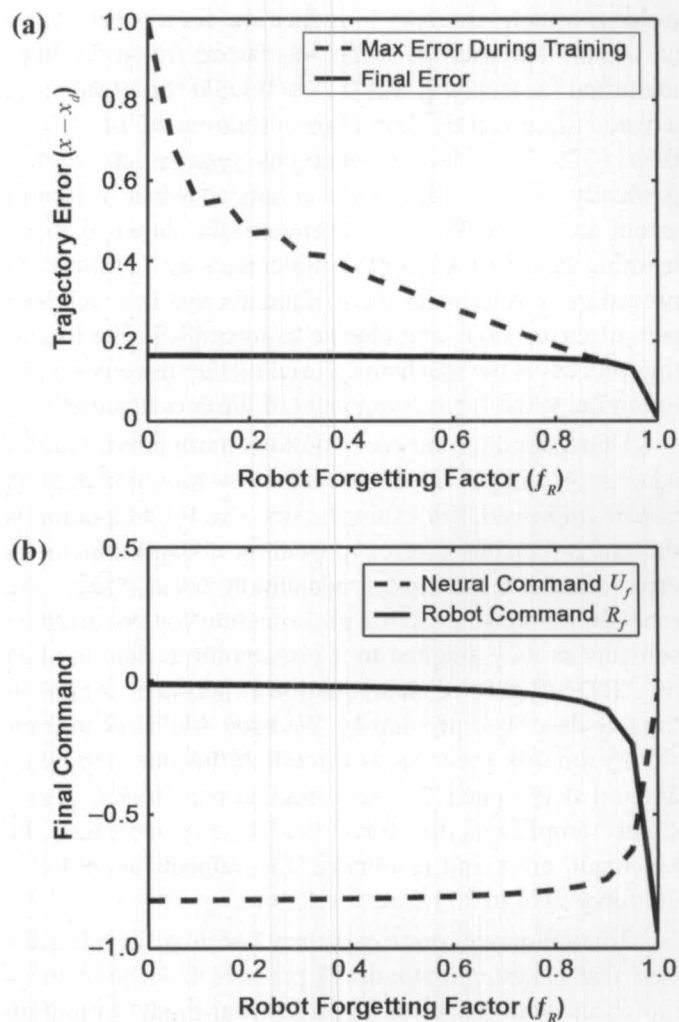 (a)
1.0
0.8
0.6
0.4
0.2
0
Trajectory Error (x − x_d)
Max Error During Training
Final Error
0 0.2 0.4 0.6 0.8 1.0
Robot Forgetting Factor (f_R)
(b)
0.5
0
−0.5
−1.0
Final Command
Neural Command U_f
Robot Command R_f
0 0.2 0.4 0.6 0.8 1.0
Robot Forgetting Factor (f_R)